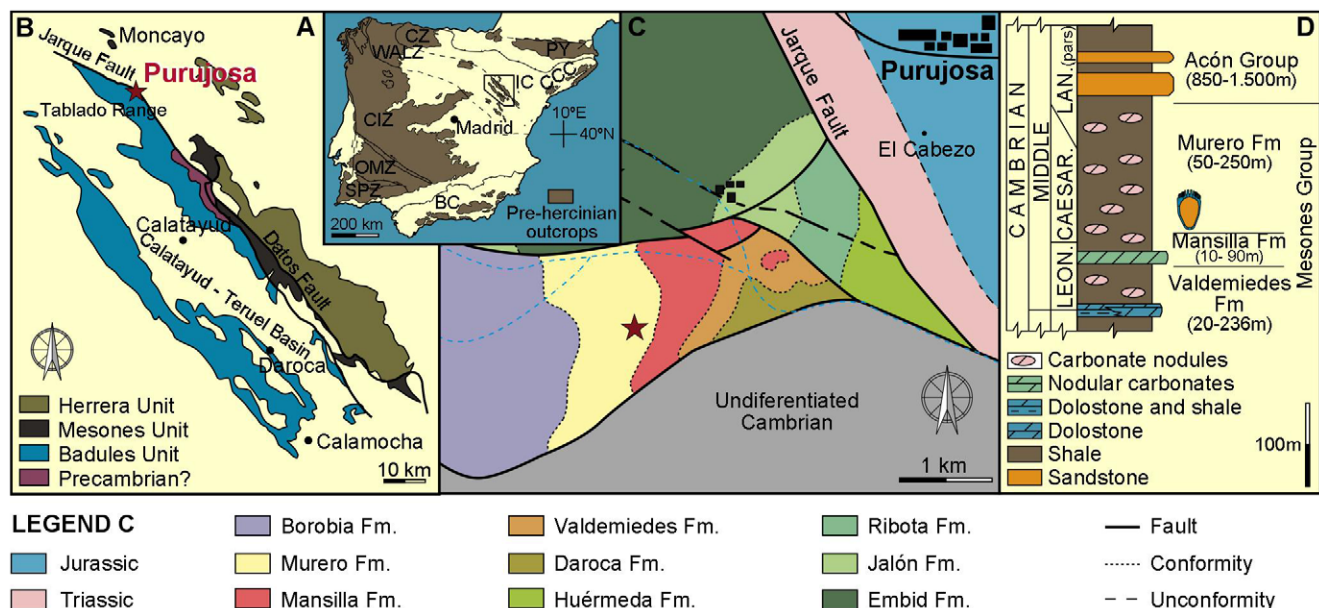 B
Moncayo
Jarque Fault
Purujosa
Tablado Range
Calatayud
Datos Fault
Calatayud - Teruel Basin
Daroca
Calamocha
Herrera Unit
Mesones Unit
Badules Unit
Precambrian?
10 km
A
CZ
WALZ
PY
IC
CCC
10ºE
40ºN
Madrid
CIZ
OMZ
SPZ
BC
200 km
Pre-hercinian
outcrops
C
Jarque Fault
Purujosa
El Cabezo
Undiferentiated
Cambrian
1 km
D
CAMBRIAN
MIDDLE
LEON.
CAESAR.
LAN.
(pars)
Acón Group
(850-1.500m)
Murero Fm
(50-250m)
Mansilla Fm
(10- 90m)
Valdemiedes
Fm
(20-236m)
Mesones Group
Carbonate nodules
Nodular carbonates
Dolostone and shale
Dolostone
Shale
Sandstone
100m
LEGEND C
Jurassic
Triassic
Borobia Fm.
Murero Fm.
Mansilla Fm.
Valdemiedes Fm.
Daroca Fm.
Huérmeda Fm.
Ribota Fm.
Jalón Fm.
Embid Fm.
Fault
Conformity
Unconformity